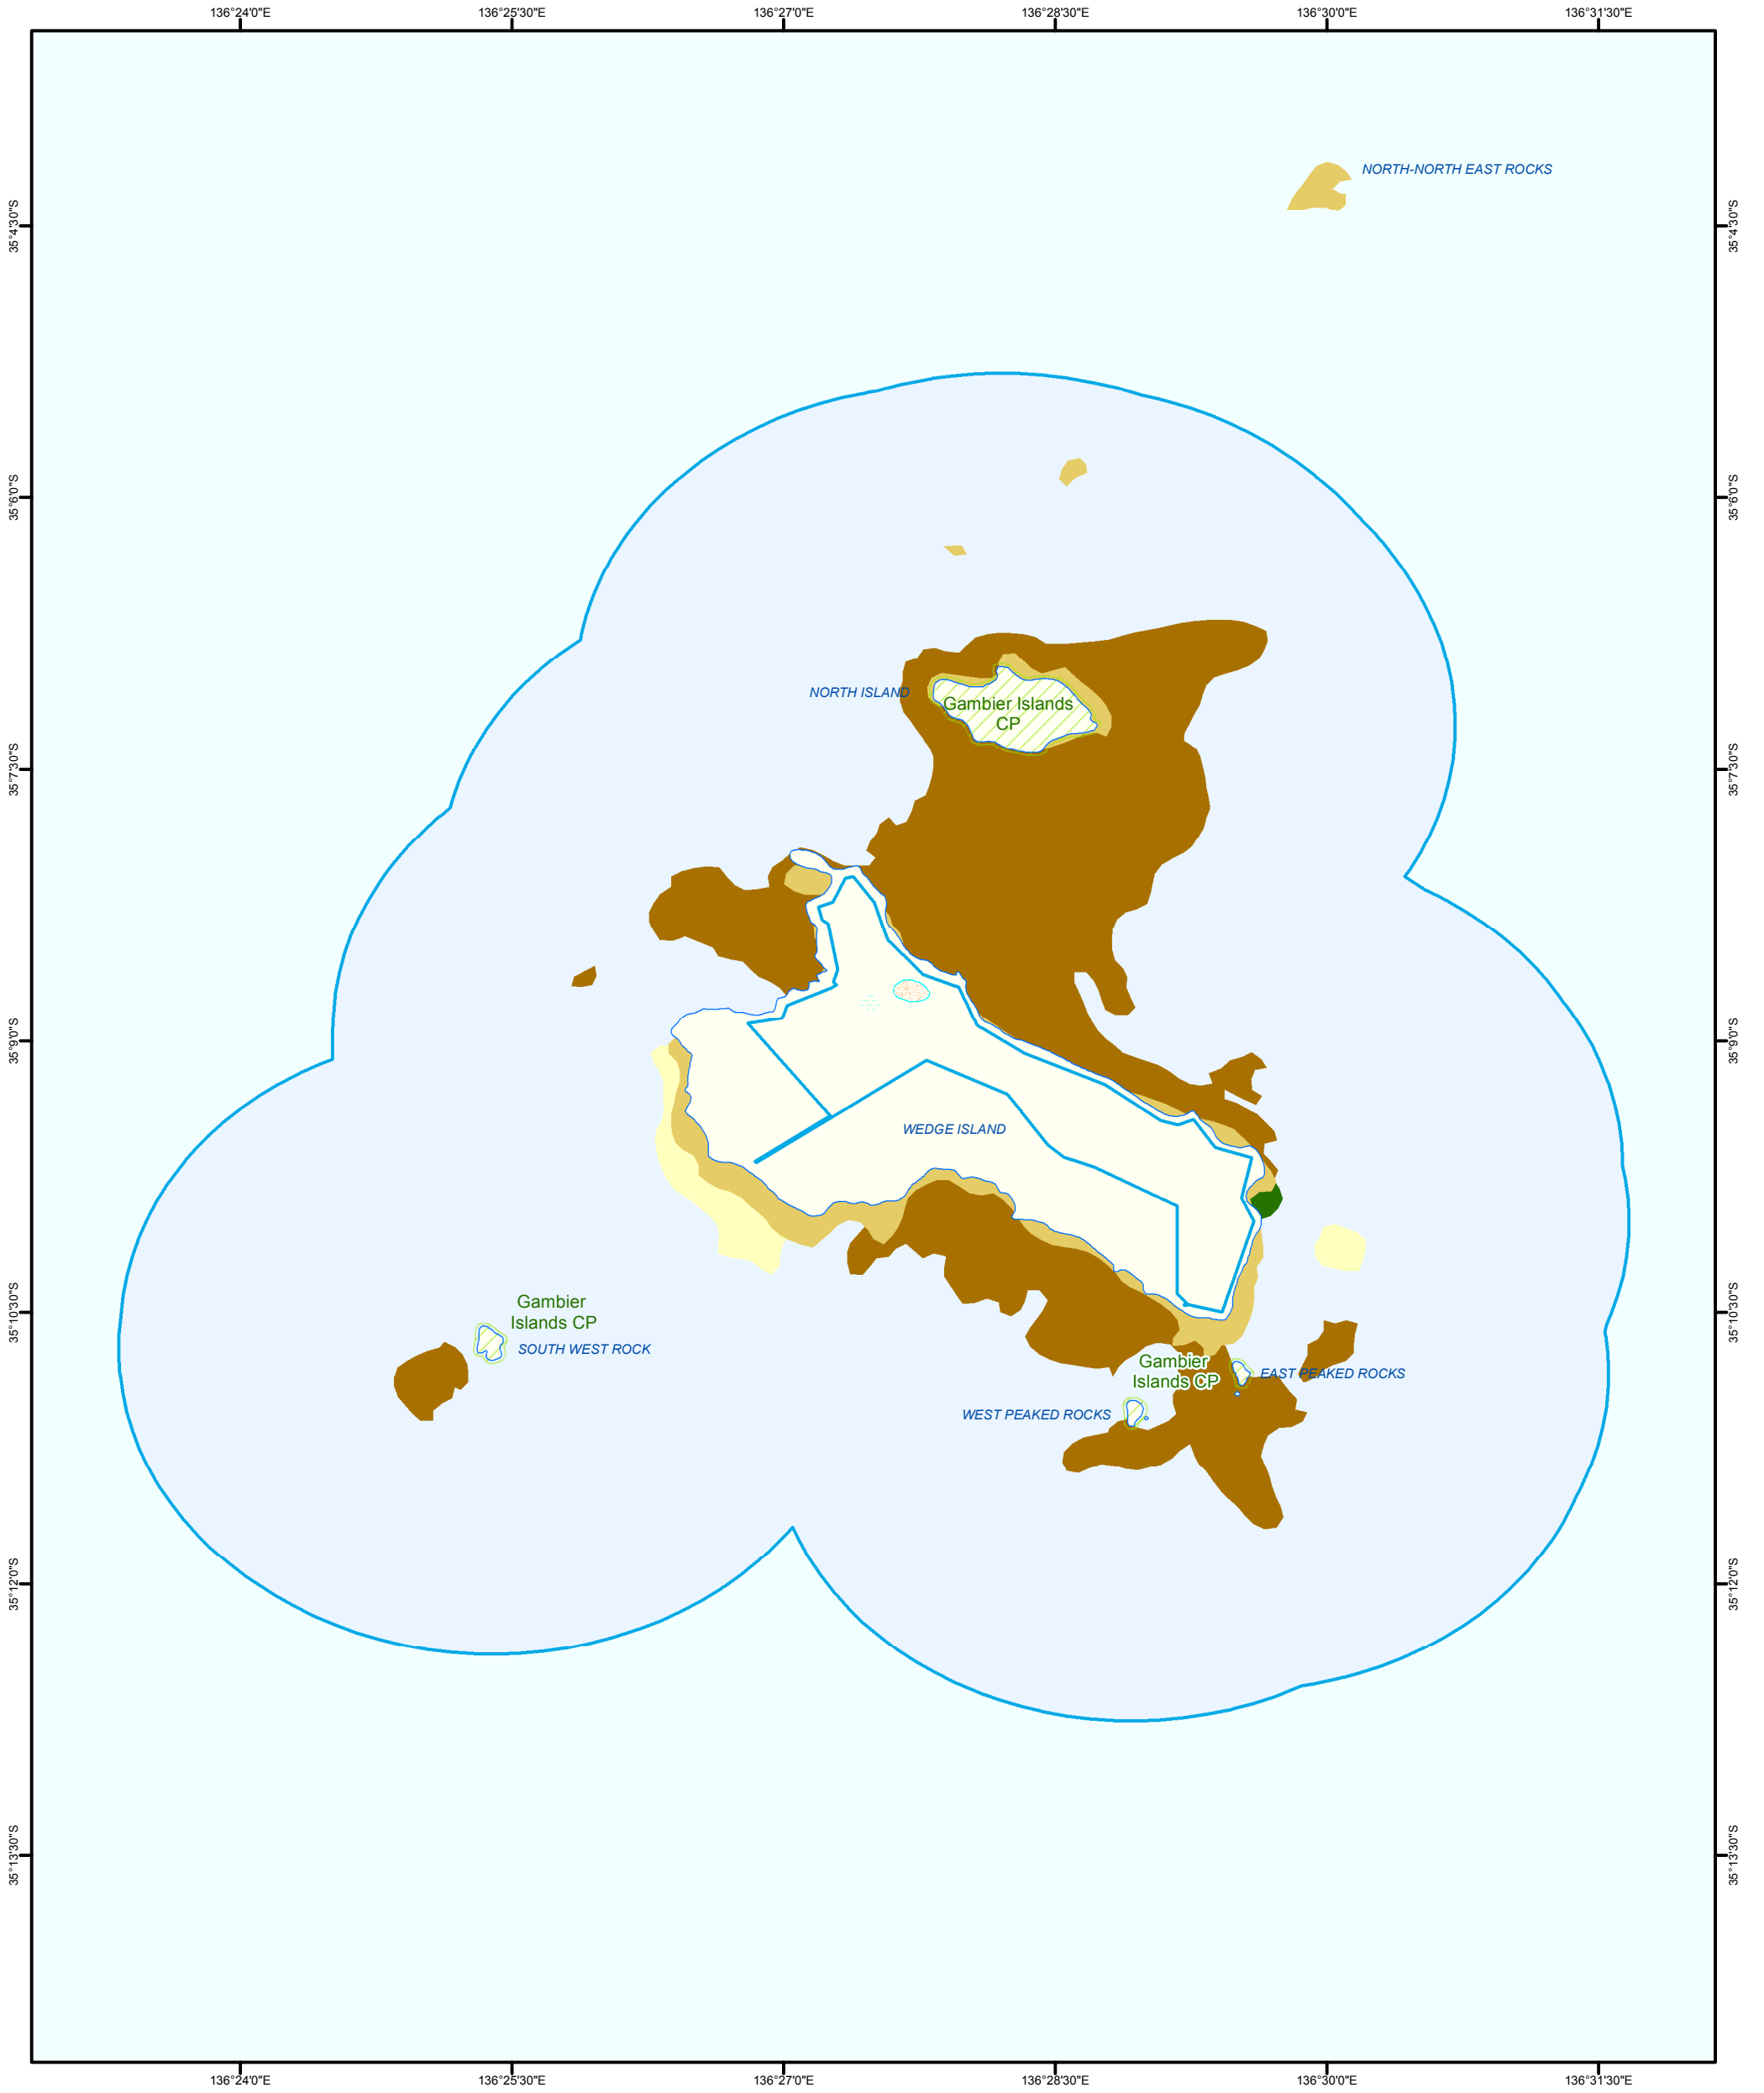 136°24'0"E
136°25'30"E
136°27'0"E
136°28'30"E
136°30'0"E
136°31'30"E
NORTH-NORTH EAST ROCKS
35°4'30"S
35°4'30"S
35°6'0"S
35°6'0"S
NORTH ISLAND
Gambier Islands
CP
35°7'30"S
35°7'30"S
35°9'0"S
35°9'0"S
WEDGE ISLAND
35°10'30"S
35°10'30"S
Gambier
Islands CP
SOUTH WEST ROCK
Gambier
Islands CP
EAST PEAKED ROCKS
WEST PEAKED ROCKS
35°12'0"S
35°12'0"S
35°13'30"S
35°13'30"S
136°24'0"E
136°25'30"E
136°27'0"E
136°28'30"E
136°30'0"E
136°31'30"E